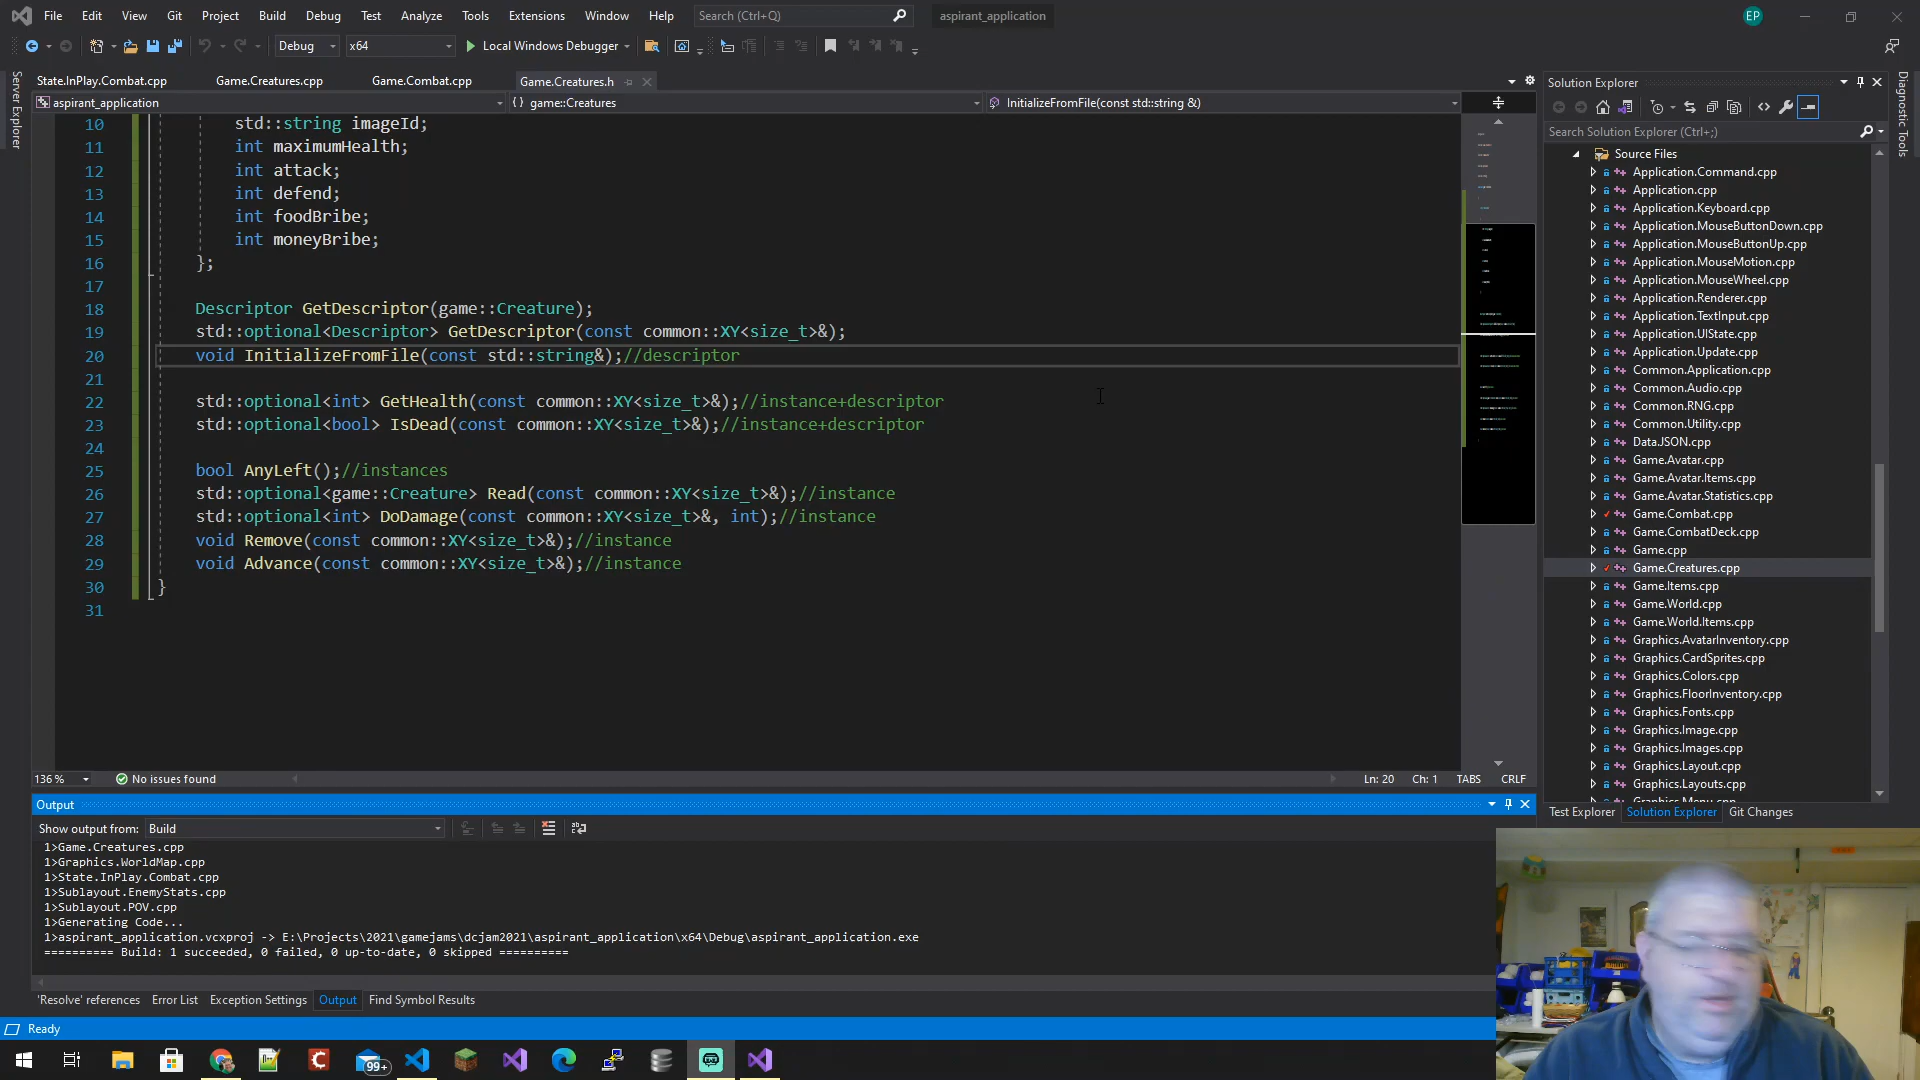 File Edit View Git Project Build Debug Test Analyze Tools Extensions Window Help Search (Ctrl+Q) aspirant_application EP
Debug x64 Local Windows Debugger
State.InPlay.Combat.cpp Game.Creatures.cpp Game.Combat.cpp Game.Creatures.h
aspirant_application {} game::Creatures InitializeFromFile(const std::string &)
Server Explorer
10 std::string imageId;
11 int maximumHealth;
12 int attack;
13 int defend;
14 int foodBribe;
15 int moneyBribe;
16 };
17
18 Descriptor GetDescriptor(game::Creature);
19 std::optional<Descriptor> GetDescriptor(const common::XY<size_t>&);
20 void InitializeFromFile(const std::string&);//descriptor
21
22 std::optional<int> GetHealth(const common::XY<size_t>&);//instance+descriptor
23 std::optional<bool> IsDead(const common::XY<size_t>&);//instance+descriptor
24
25 bool AnyLeft();//instances
26 std::optional<game::Creature> Read(const common::XY<size_t>&);//instance
27 std::optional<int> DoDamage(const common::XY<size_t>&, int);//instance
28 void Remove(const common::XY<size_t>&);//instance
29 void Advance(const common::XY<size_t>&);//instance
30 }
31
136 % No issues found Ln: 20 Ch: 1 TABS CRLF
Output
Show output from: Build
1>Game.Creatures.cpp
1>Graphics.WorldMap.cpp
1>State.InPlay.Combat.cpp
1>Sublayout.EnemyStats.cpp
1>Sublayout.POV.cpp
1>Generating Code...
1>aspirant_application.vcxproj -> E:\Projects\2021\gamejams\dcjam2021\aspirant_application\x64\Debug\aspirant_application.exe
========== Build: 1 succeeded, 0 failed, 0 up-to-date, 0 skipped ==========
'Resolve' references Error List Exception Settings Output Find Symbol Results
Ready
99+
Solution Explorer
Search Solution Explorer (Ctrl+;)
Source Files
Application.Command.cpp
Application.cpp
Application.Keyboard.cpp
Application.MouseButtonDown.cpp
Application.MouseButtonUp.cpp
Application.MouseMotion.cpp
Application.MouseWheel.cpp
Application.Renderer.cpp
Application.TextInput.cpp
Application.UIState.cpp
Application.Update.cpp
Common.Application.cpp
Common.Audio.cpp
Common.RNG.cpp
Common.Utility.cpp
Data.JSON.cpp
Game.Avatar.cpp
Game.Avatar.Items.cpp
Game.Avatar.Statistics.cpp
Game.Combat.cpp
Game.CombatDeck.cpp
Game.cpp
Game.Creatures.cpp
Game.Items.cpp
Game.World.cpp
Game.World.Items.cpp
Graphics.AvatarInventory.cpp
Graphics.CardSprites.cpp
Graphics.Colors.cpp
Graphics.FloorInventory.cpp
Graphics.Fonts.cpp
Graphics.Image.cpp
Graphics.Images.cpp
Graphics.Layout.cpp
Graphics.Layouts.cpp
Graphics.Menu.cpp
Test Explorer Solution Explorer Git Changes
Diagnostic Tools